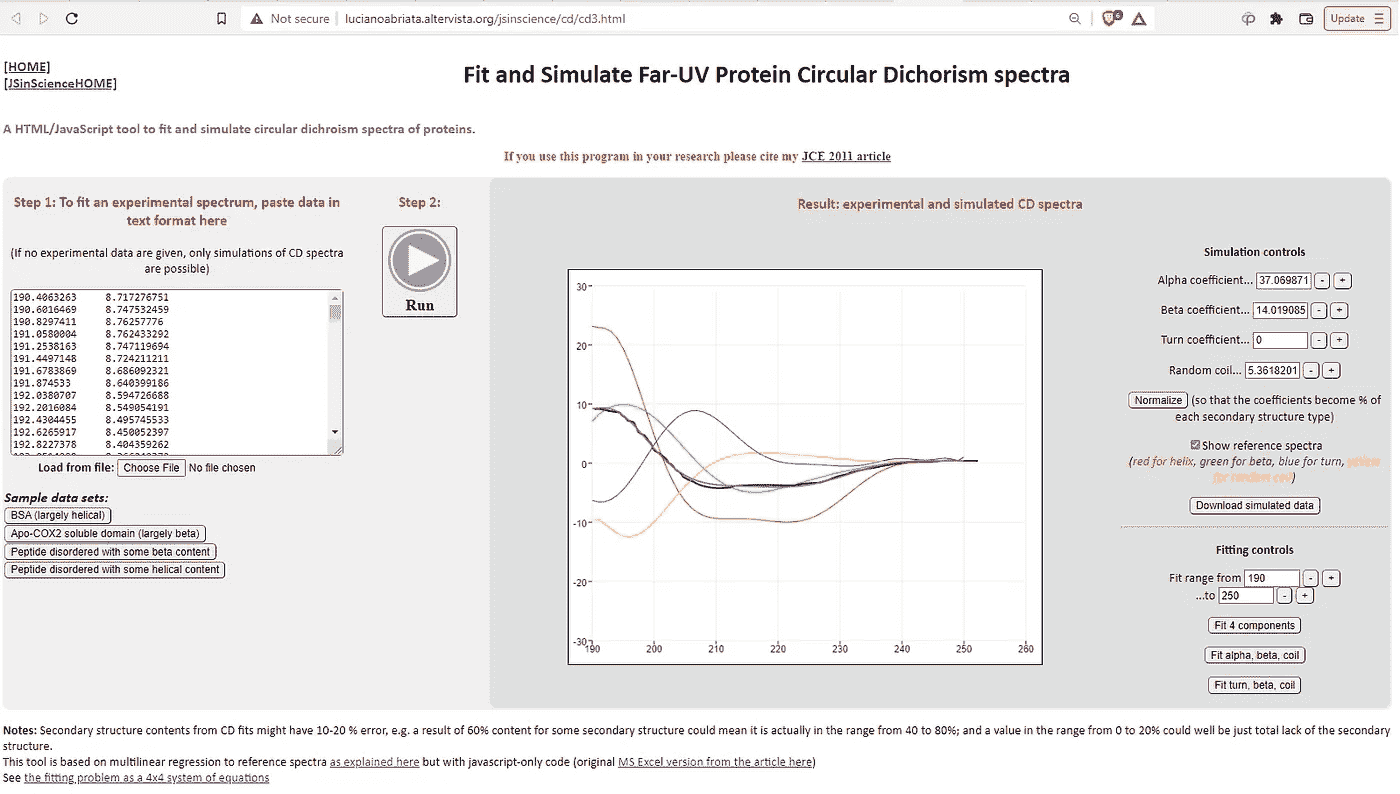 Not secure | lucianoabriata.altervista.org/jsinscience/cd/cd3.html
6
Update
[HOME]
[JSinScienceHOME]
Fit and Simulate Far-UV Protein Circular Dichorism spectra
A HTML/JavaScript tool to fit and simulate circular dichroism spectra of proteins.
If you use this program in your research please cite my JCE 2011 article
Step 1: To fit an experimental spectrum, paste data in
text format here
(If no experimental data are given, only simulations of CD spectra
are possible)
190.4063263 8.717276751
190.6016469 8.747532459
190.8297411 8.76257776
191.0580004 8.762433292
191.2538163 8.747119694
191.4497148 8.724211211
191.6783869 8.686092321
191.874533 8.640399186
192.0380707 8.594726688
192.2016084 8.549054191
192.4304455 8.495745533
192.6265917 8.450052397
192.8227378 8.404359262
Load from file: Choose File No file chosen
Sample data sets:
BSA (largely helical)
Apo-COX2 soluble domain (largely beta)
Peptide disordered with some beta content
Peptide disordered with some helical content
Step 2:
Run
Result: experimental and simulated CD spectra
30
20
10
0
-10
-20
-30
190 200 210 220 230 240 250 260
Simulation controls
Alpha coefficient... 37.069871 - +
Beta coefficient... 14.019085 - +
Turn coefficient... 0 - +
Random coil... 5.3618201 - +
Normalize (so that the coefficients become % of
each secondary structure type)
Show reference spectra
(red for helix, green for beta, blue for turn, yellow
for random coil)
Download simulated data
Fitting controls
Fit range from 190 - +
...to 250 - +
Fit 4 components
Fit alpha, beta, coil
Fit turn, beta, coil
Notes: Secondary structure contents from CD fits might have 10-20 % error, e.g. a result of 60% content for some secondary structure could mean it is actually in the range from 40 to 80%; and a value in the range from 0 to 20% could well be just total lack of the secondary
structure.
This tool is based on multilinear regression to reference spectra as explained here but with javascript-only code (original MS Excel version from the article here)
See the fitting problem as a 4x4 system of equations